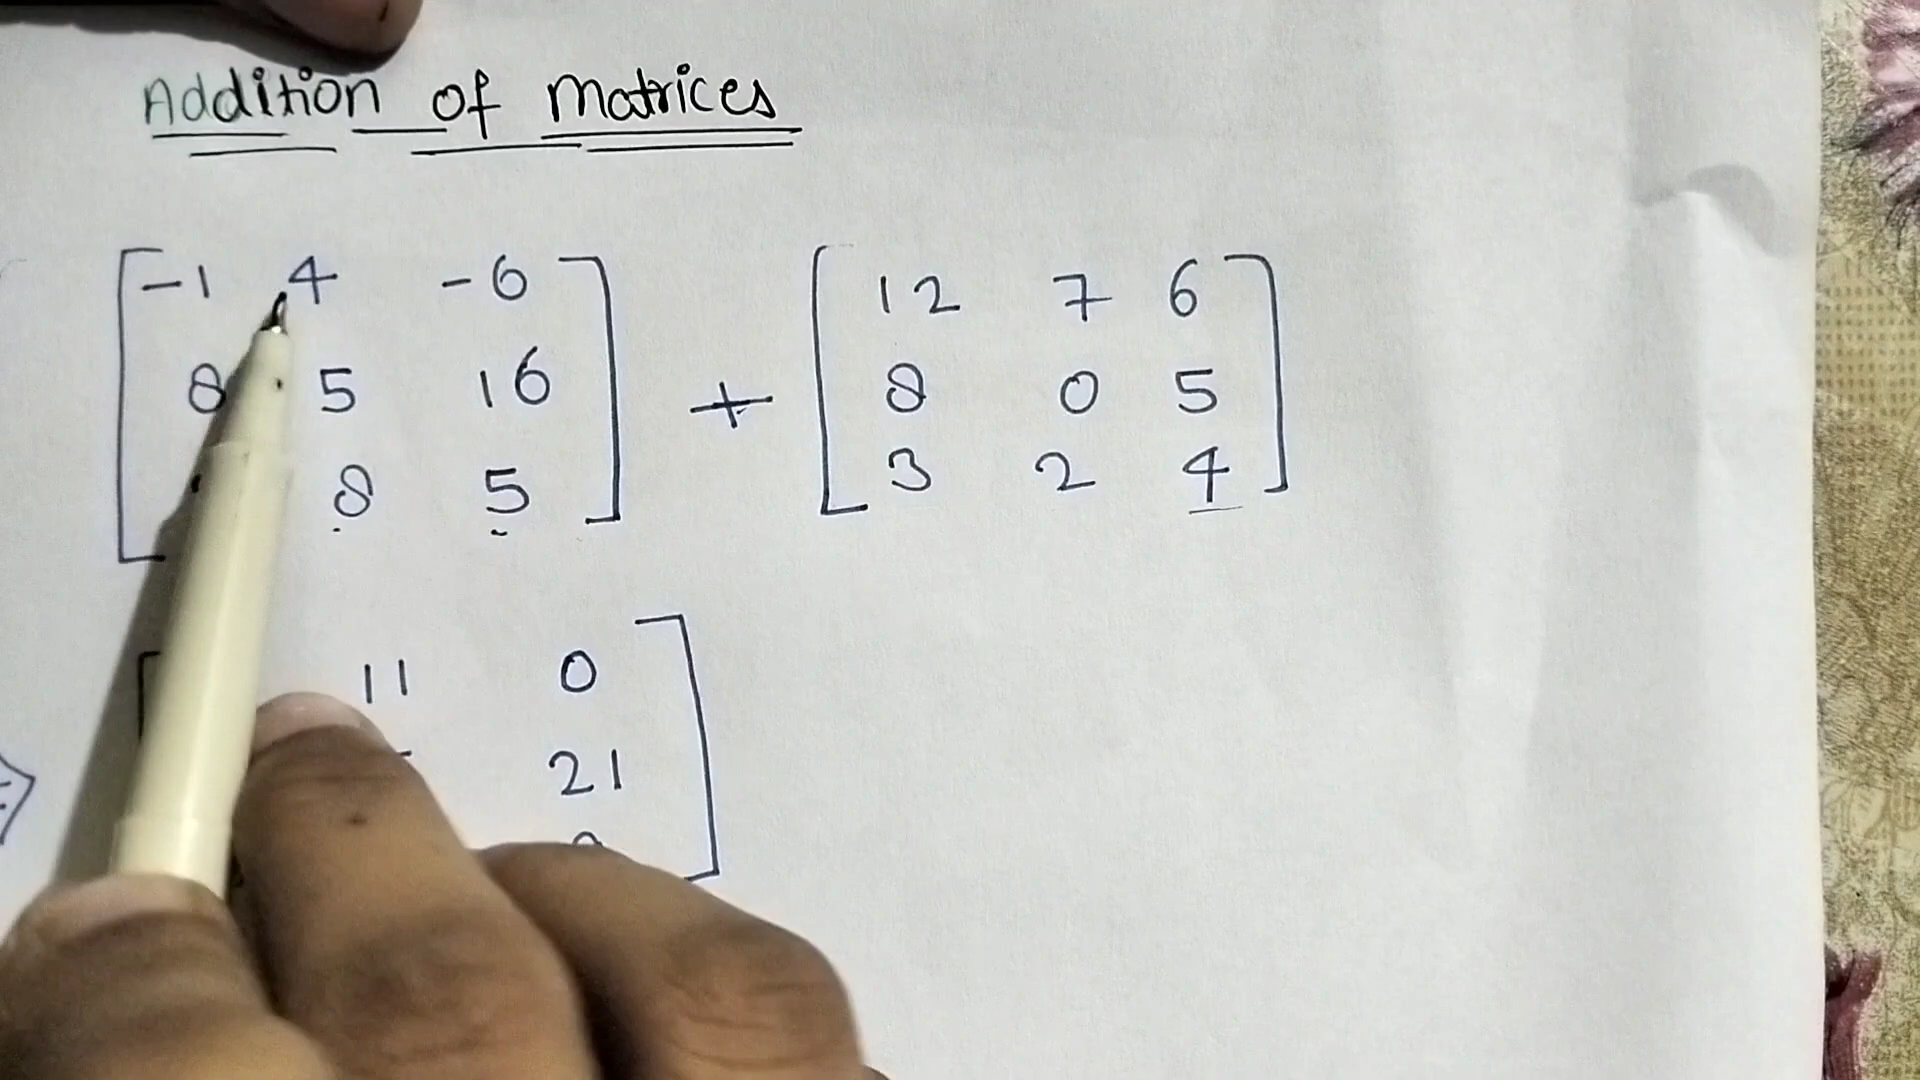 Addition of Matrices
-1 4 -6 12 7 6
8 5 16 + 8 0 5
8 5 3 2 4
11 0
21